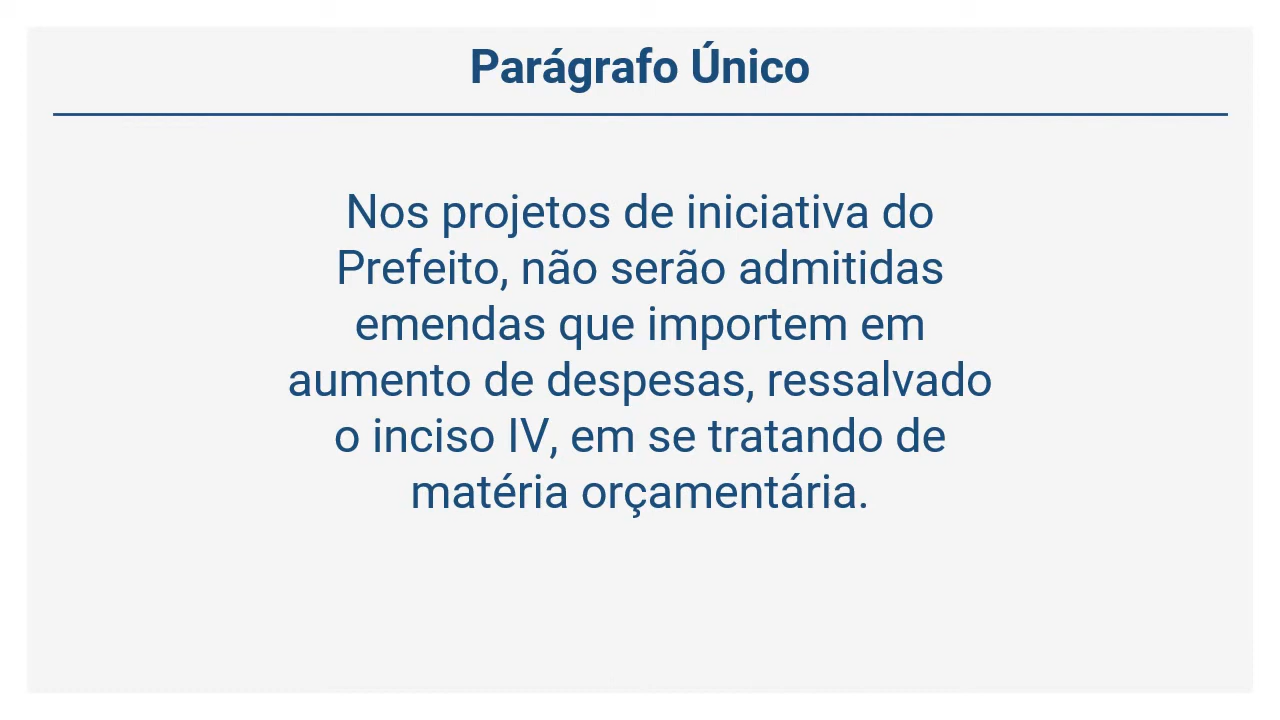 Parágrafo Único
Nos projetos de iniciativa do
Prefeito, não serão admitidas
emendas que importem em
aumento de despesas, ressalvado
o inciso IV, em se tratando de
matéria orçamentária.